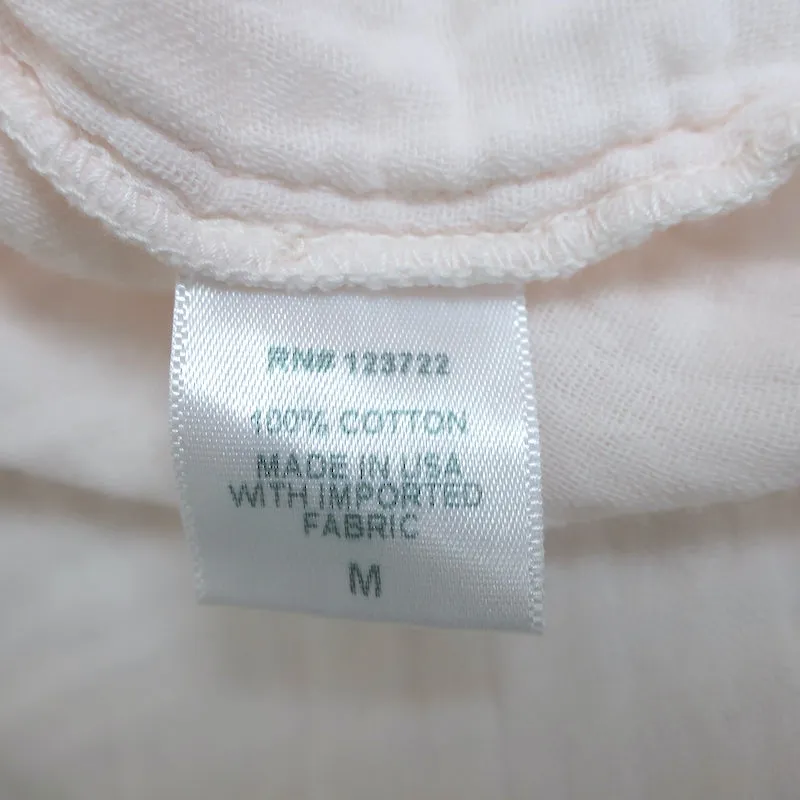 RN# 123722
100% COTTON
MADE IN USA
WITH IMPORTED
FABRIC
M